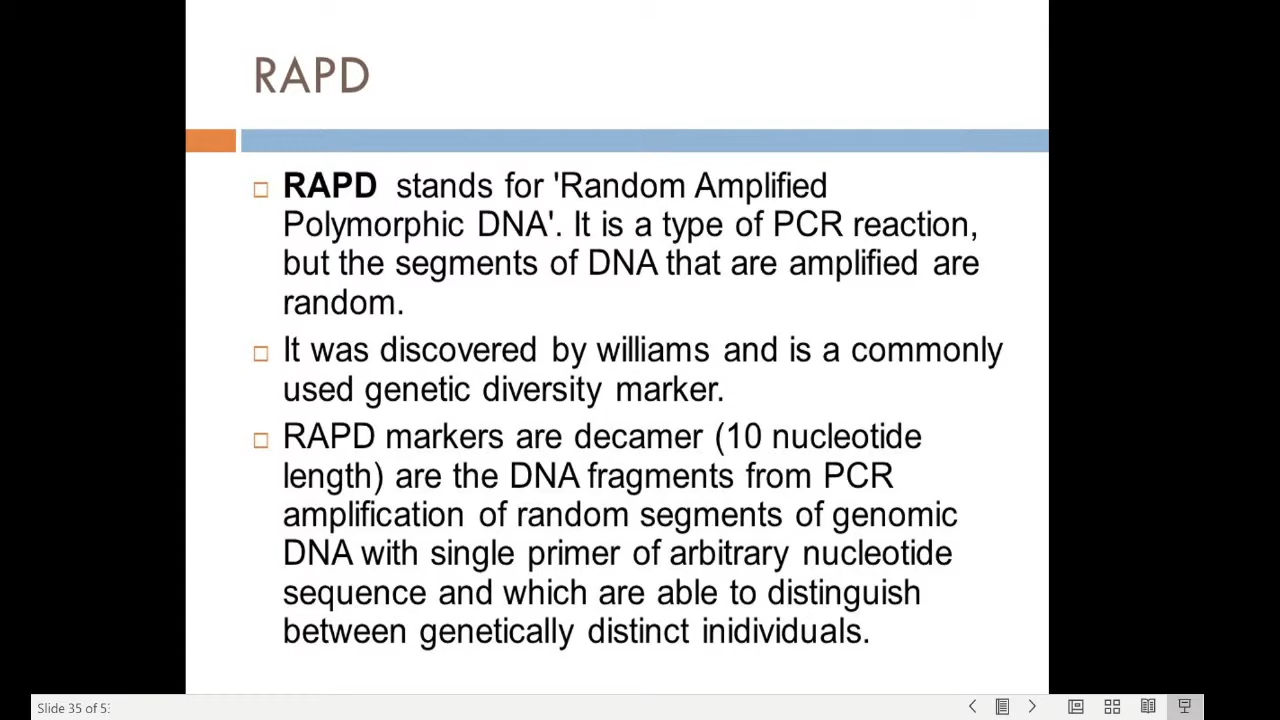 RAPD
RAPD stands for 'Random Amplified
Polymorphic DNA'. It is a type of PCR reaction,
but the segments of DNA that are amplified are
random.
It was discovered by williams and is a commonly
used genetic diversity marker.
RAPD markers are decamer (10 nucleotide
length) are the DNA fragments from PCR
amplification of random segments of genomic
DNA with single primer of arbitrary nucleotide
sequence and which are able to distinguish
between genetically distinct inidividuals.
Slide 35 of